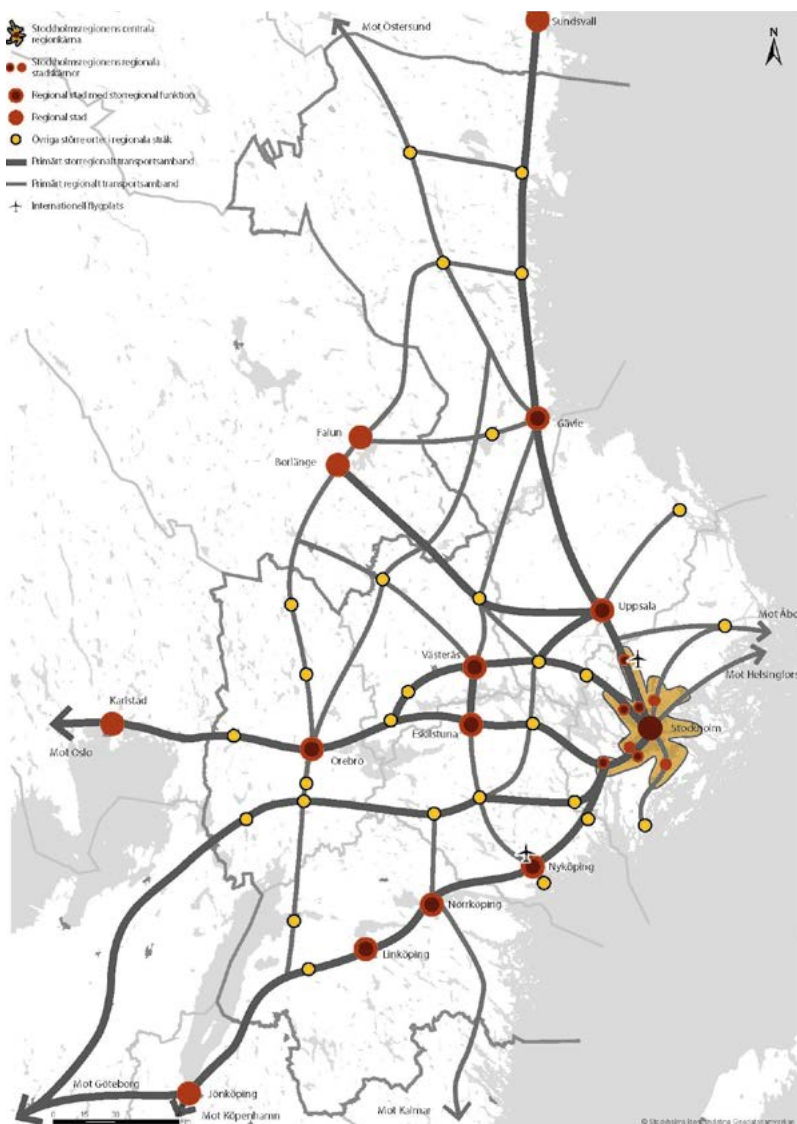 Stockholmsregionens centrala
regionkärna
Stockholmsregionens regionala
stadskärnor
Regional stad med storregional funktion
Regional stad
Övriga större orter i regionala stråk
Primärt storregionalt transportsamband
Primärt regionalt transportsamband
Internationell flygplats
Mot Östersund
Sundsvall
N
Gävle
Falun
Borlänge
Uppsala
Mot Åbo
Västerås
Mot Helsingfors
Karlstad
Stockholm
Eskilstuna
Mot Oslo
Örebro
Nyköping
Norrköping
Linköping
Mot Göteborg
Jönköping
Mot Köpenhamn
Mot Kalmar